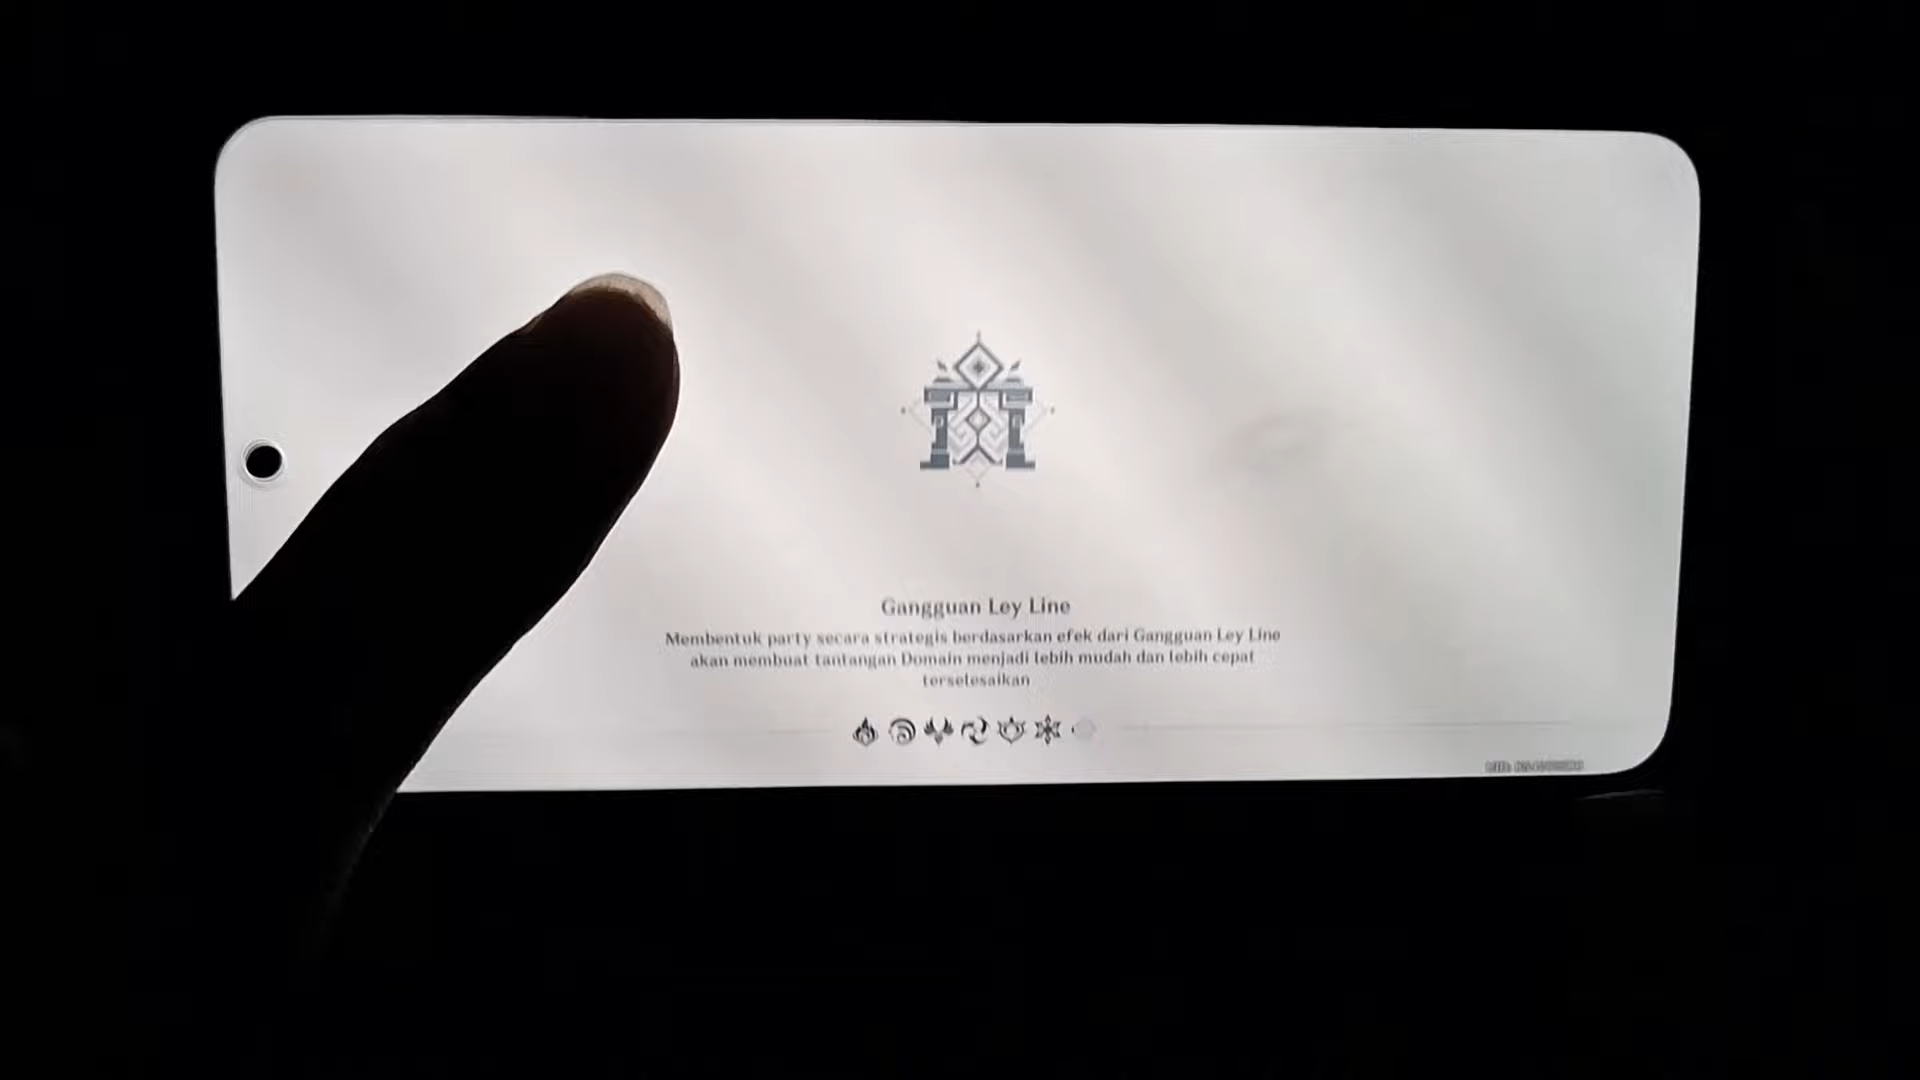 Gangguan Ley Line
Membentuk party secara strategis berdasarkan efek dari Gangguan Ley Line
akan membuat tantangan Domain menjadi lebih mudah dan lebih cepat
terselesaikan